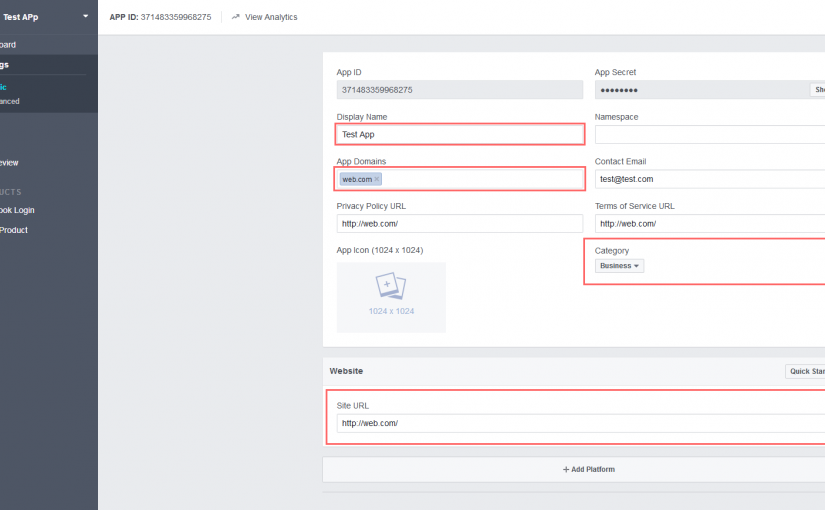 Test APp
APP ID: 371483359968275
View Analytics
oard
gs
ic
anced
eview
UCTS
ook Login
Product
App ID
App Secret
371483359968275
●●●●●●●●
Sho
Display Name
Namespace
Test App
App Domains
Contact Email
web.com ×
test@test.com
Privacy Policy URL
Terms of Service URL
http://web.com/
http://web.com/
App Icon (1024 x 1024)
Category
Business
1024 x 1024
Website
Quick Star
Site URL
http://web.com/
+ Add Platform